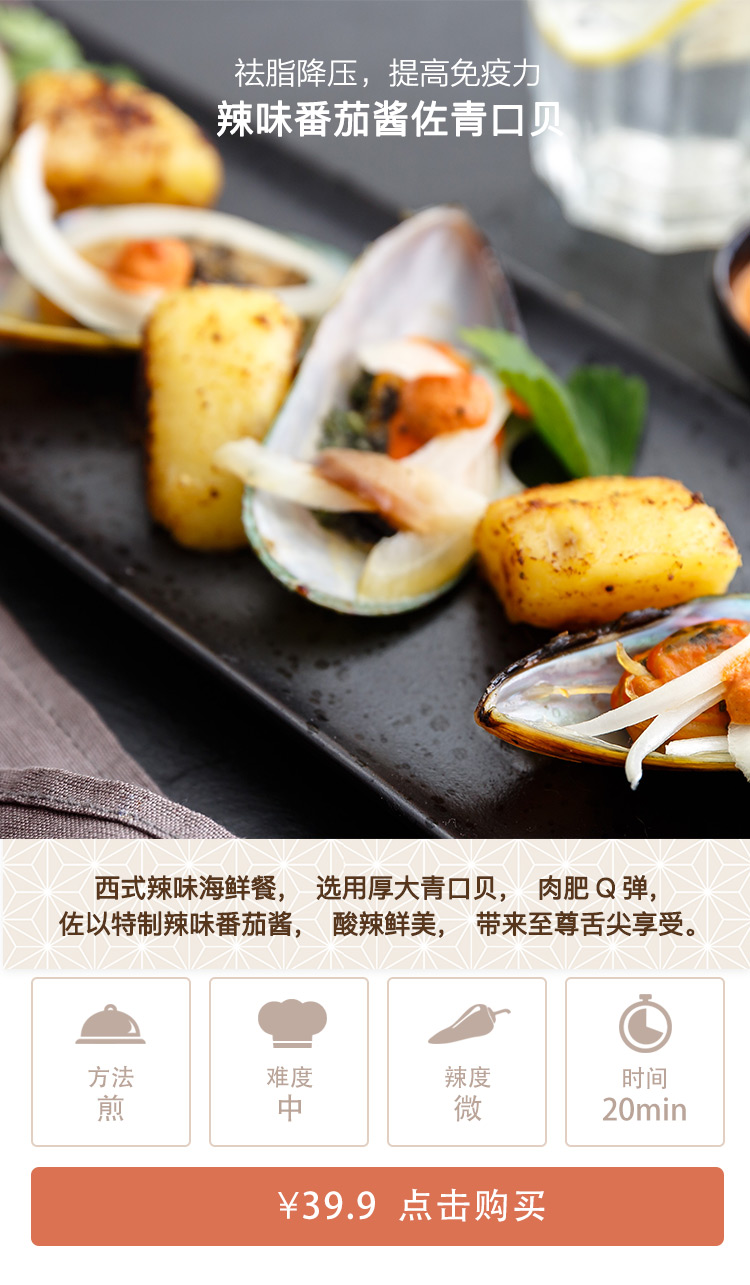 祛脂降压，提高免疫力
辣味番茄酱佐青口贝
西式辣味海鲜餐， 选用厚大青口贝， 肉肥 Q 弹，
佐以特制辣味番茄酱， 酸辣鲜美， 带来至尊舌尖享受。
方法
煎
难度
中
辣度
微
时间
20min
¥39.9 点击购买